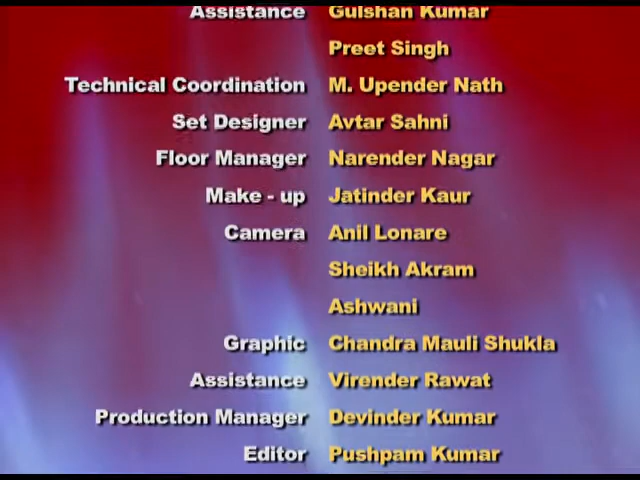 Assistance Gulshan Kumar
Preet Singh
Technical Coordination M. Upender Nath
Set Designer Avtar Sahni
Floor Manager Narender Nagar
Make - up Jatinder Kaur
Camera Anil Lonare
Sheikh Akram
Ashwani
Graphic Chandra Mauli Shukla
Assistance Virender Rawat
Production Manager Devinder Kumar
Editor Pushpam Kumar